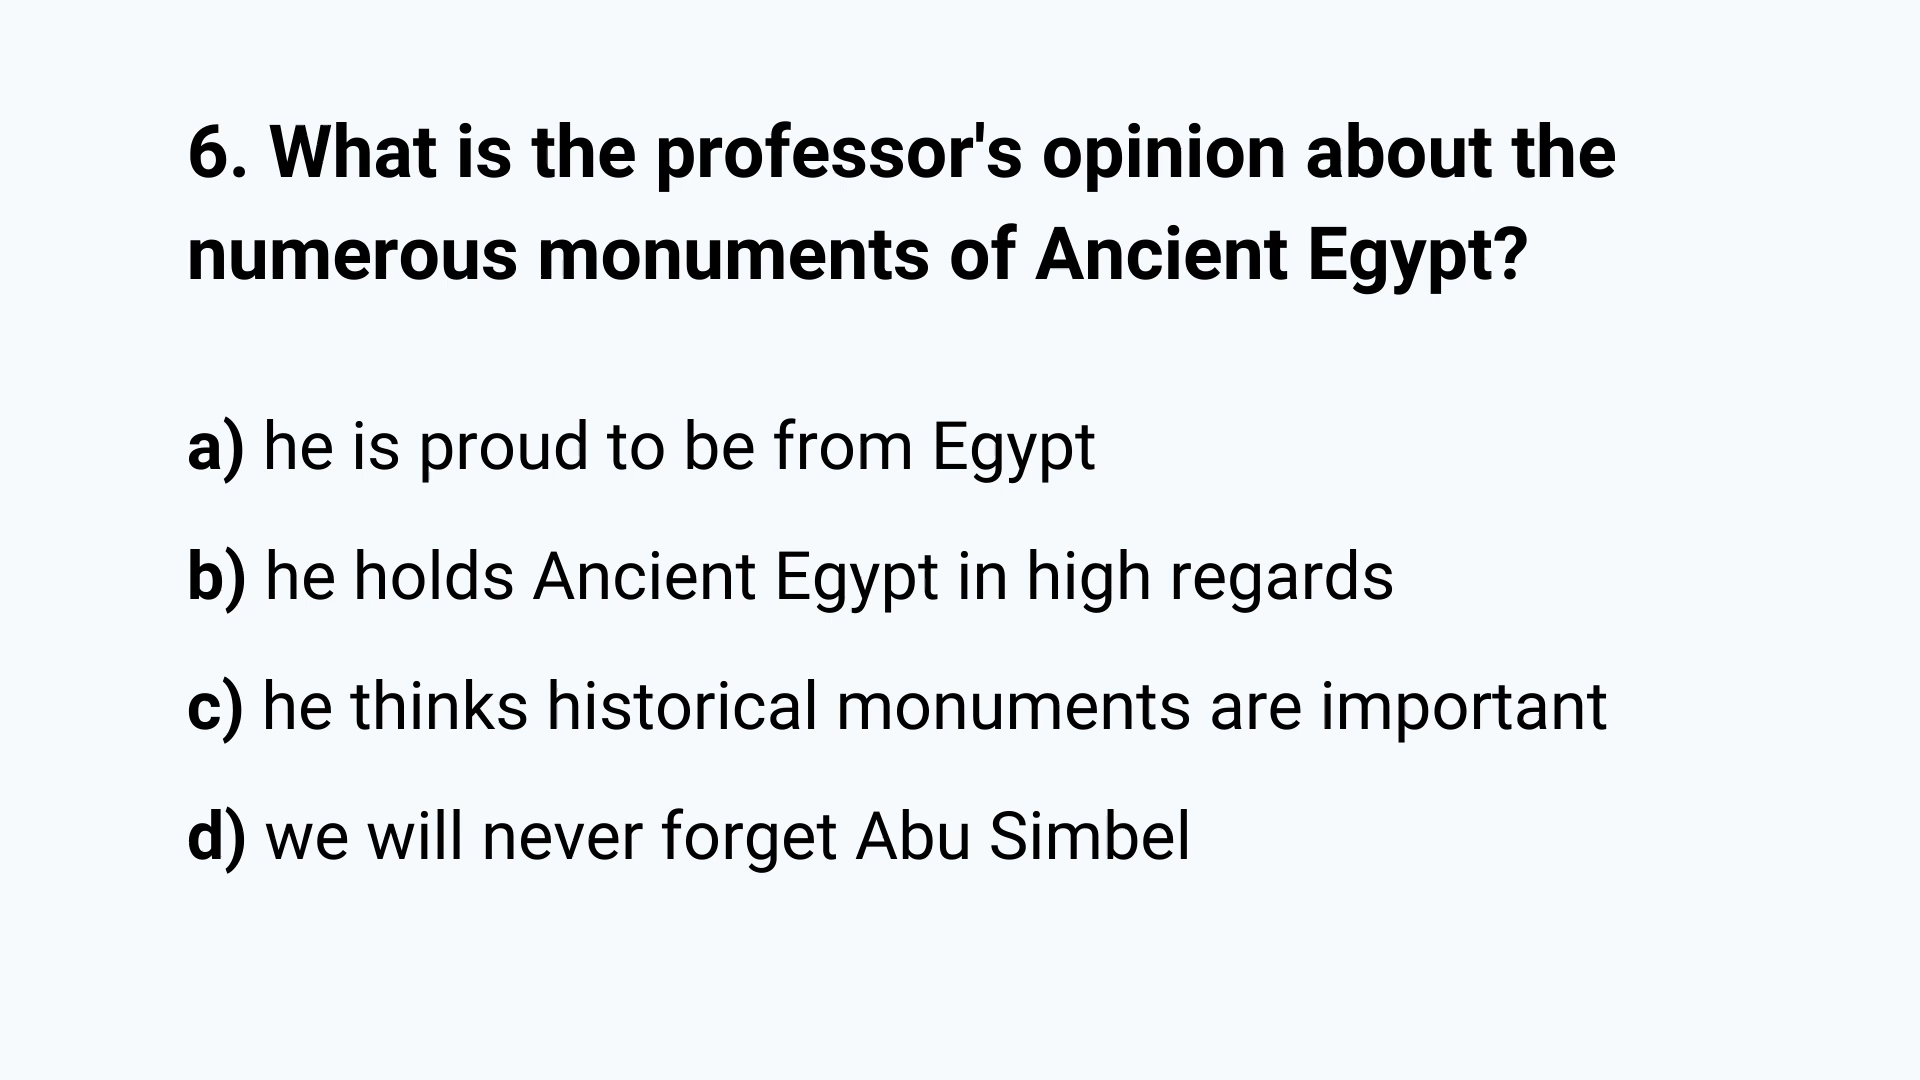 6. What is the professor's opinion about the
numerous monuments of Ancient Egypt?
a) he is proud to be from Egypt
b) he holds Ancient Egypt in high regards
c) he thinks historical monuments are important
d) we will never forget Abu Simbel